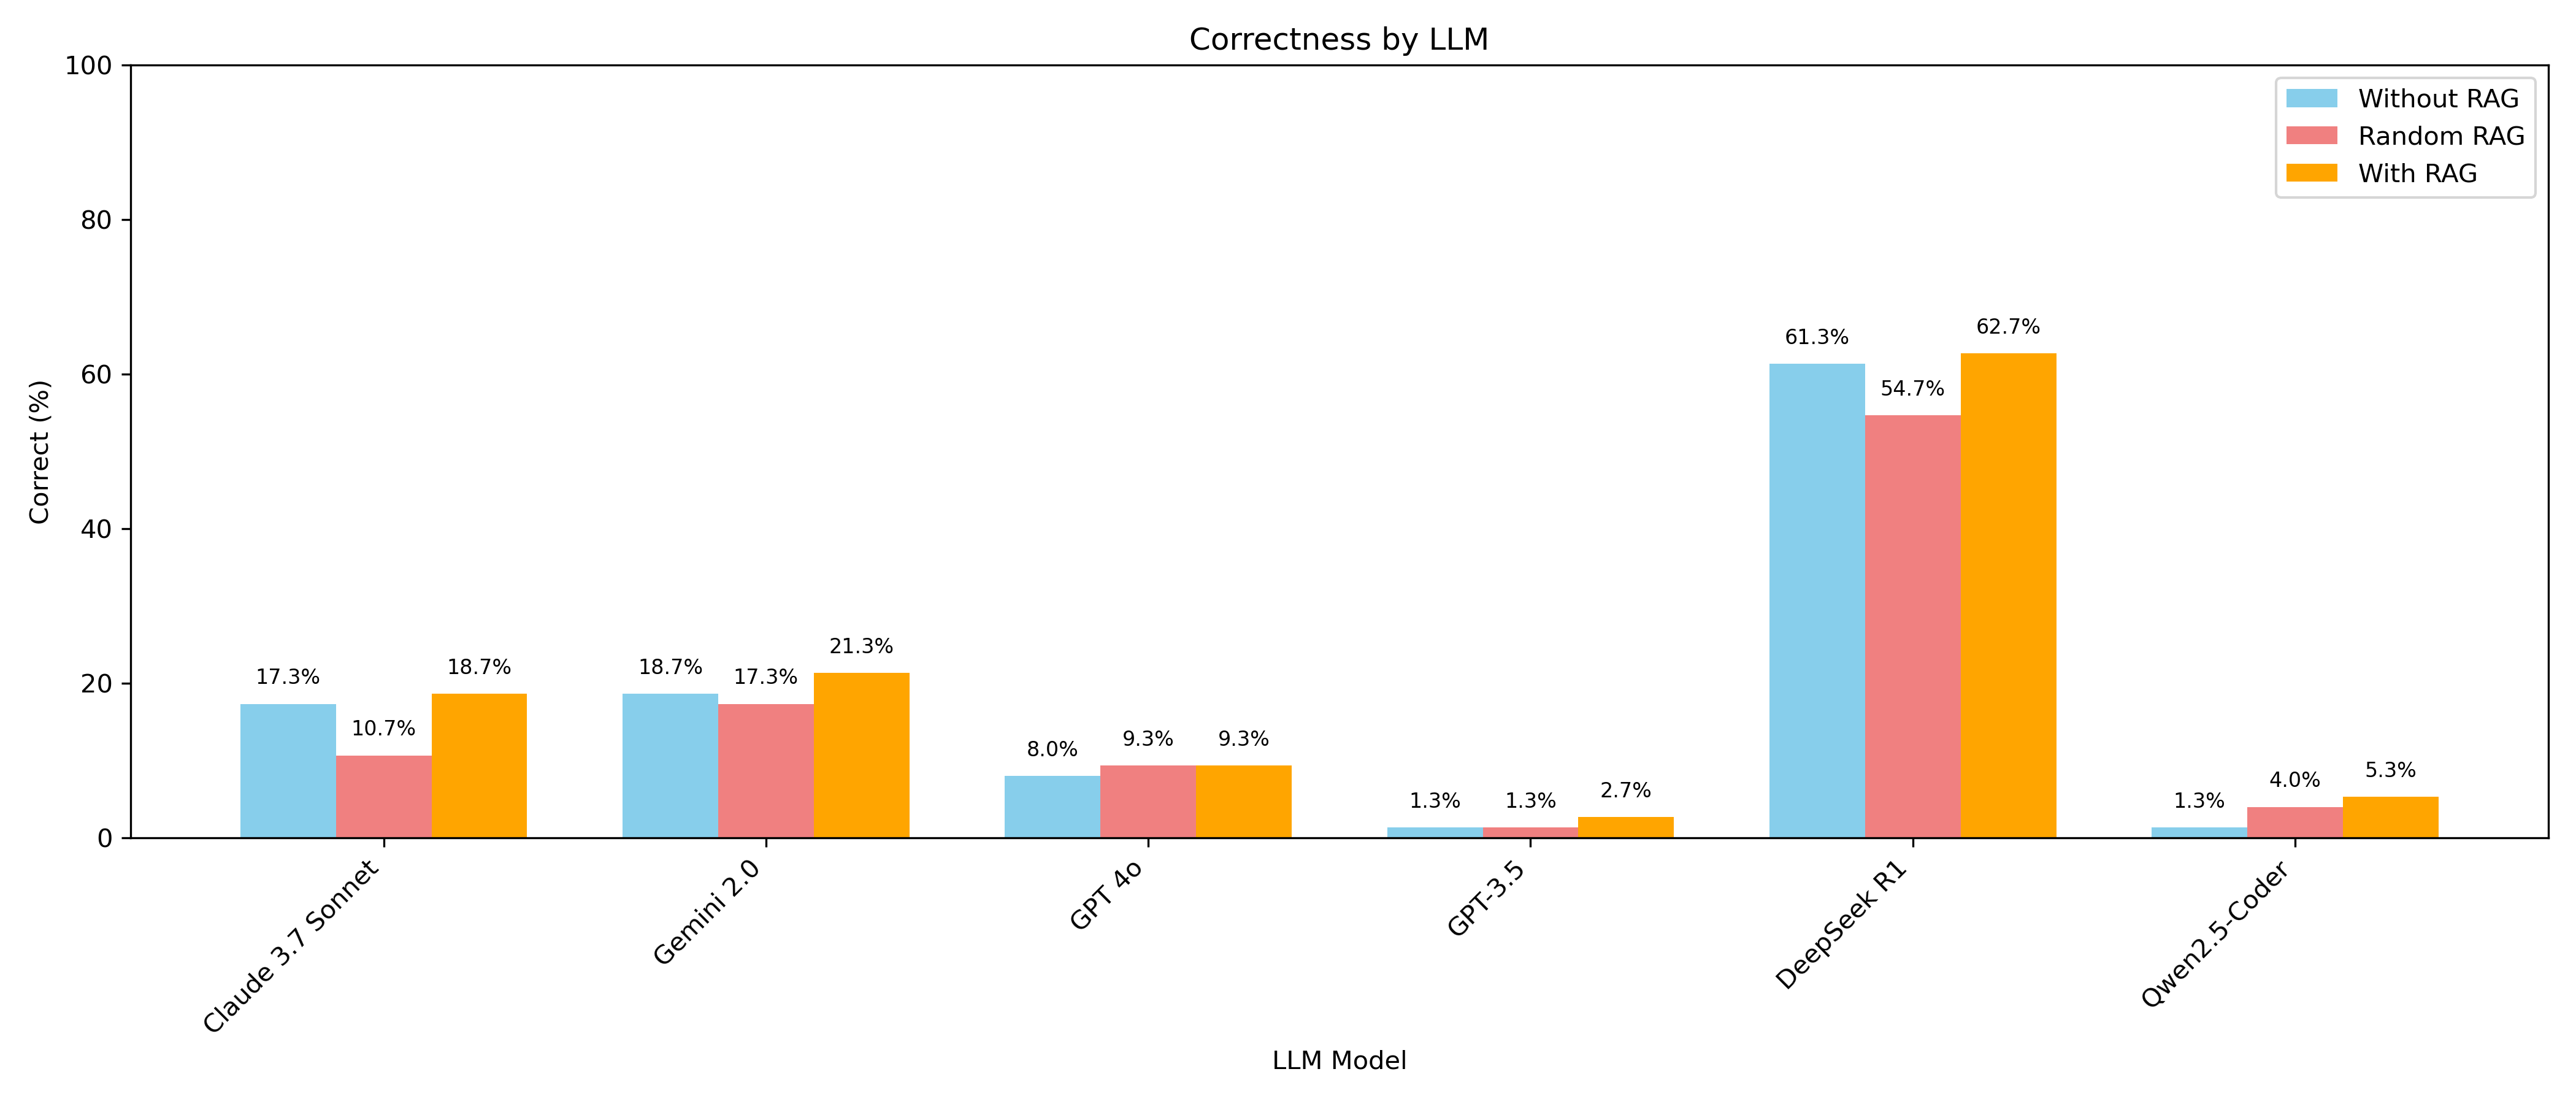 Correctness by LLM
100
80
60
40
20
0
Correct (%)
Without RAG
Random RAG
With RAG
17.3%
10.7%
18.7%
18.7%
17.3%
21.3%
8.0%
9.3%
9.3%
1.3%
1.3%
2.7%
61.3%
54.7%
62.7%
1.3%
4.0%
5.3%
Claude 3.7 Sonnet
Gemini 2.0
GPT 4o
GPT-3.5
DeepSeek R1
Qwen2.5-Coder
LLM Model